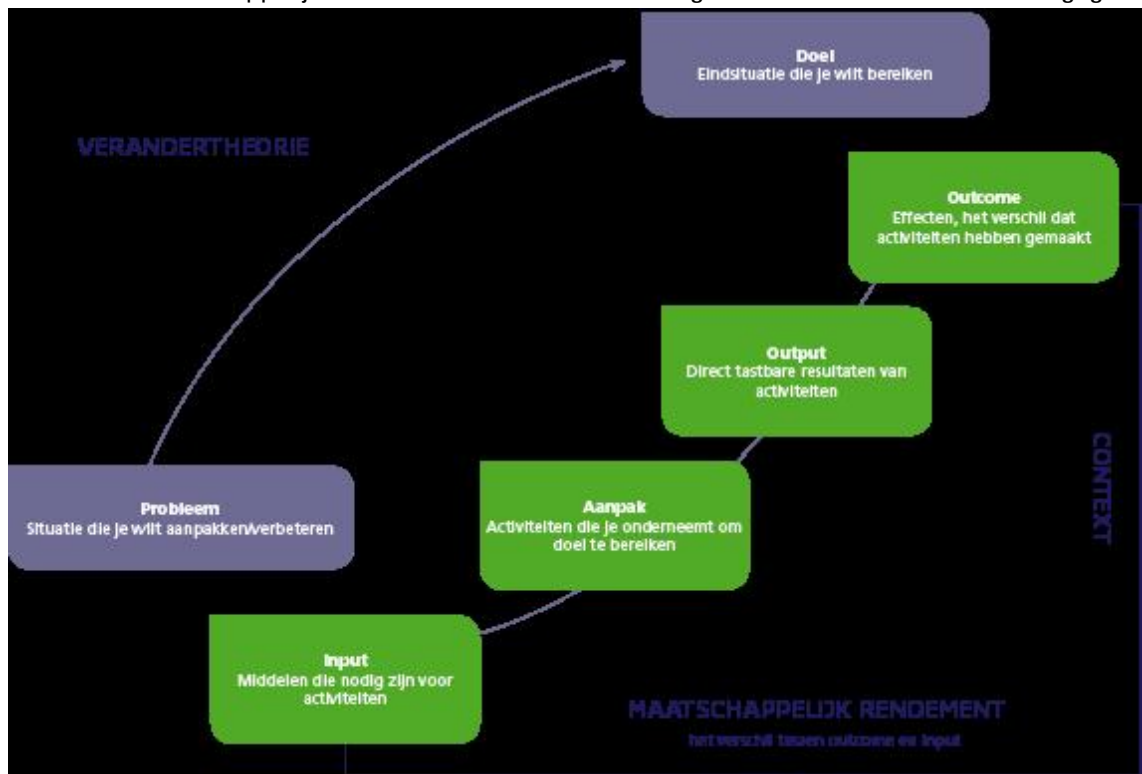 Doel
Eindsituatie die je wilt bereiken
VERANDERTHEORIE
Outcome
Effecten, het verschil dat
activiteiten hebben gemaakt
Output
Direct tastbare resultaten van
activiteiten
CONTEXT
Probleem
Situatie die je wilt aanpakken/verbeteren
Aanpak
Activiteiten die je onderneemt om
doel te bereiken
Input
Middelen die nodig zijn voor
activiteiten
MAATSCHAPPELIJK RENDEMENT
het verschil tussen outcome en input